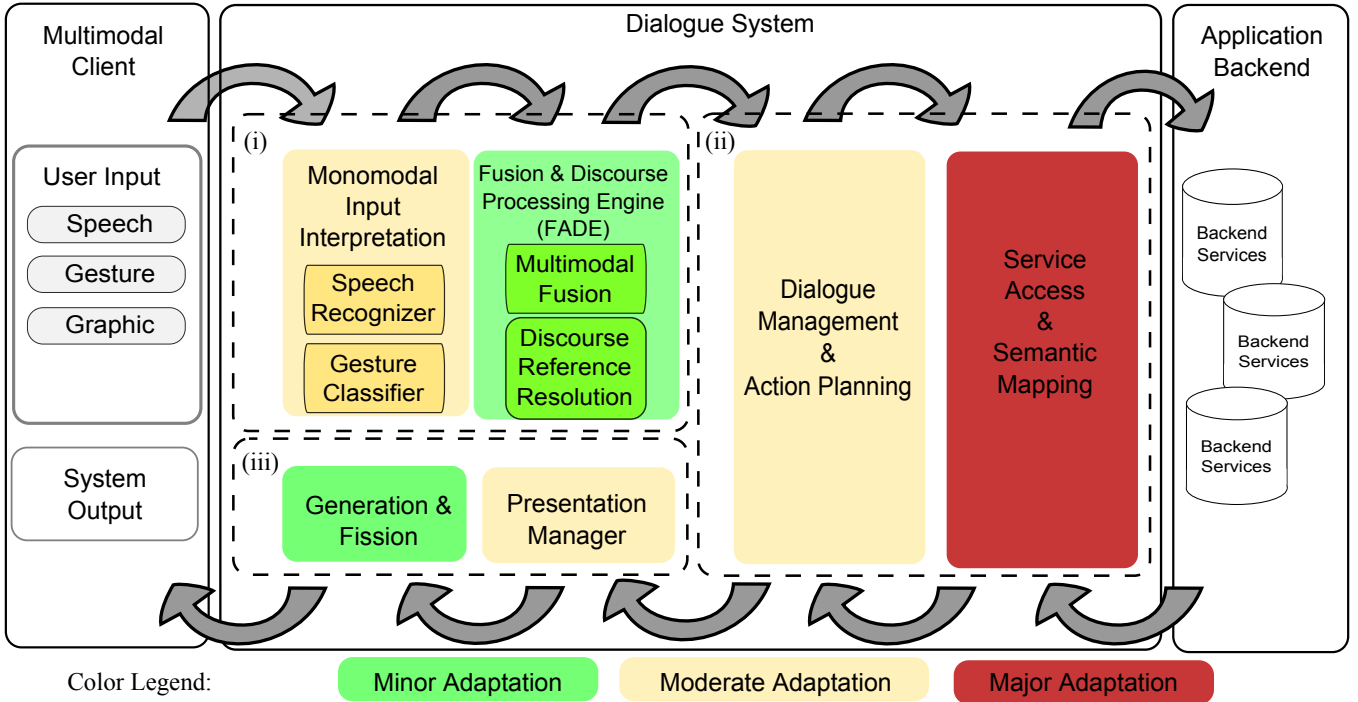 Multimodal
Client
User Input
Speech
Gesture
Graphic
System
Output
Dialogue System
(i)
Monomodal
Input
Interpretation
Speech
Recognizer
Gesture
Classifier
Fusion & Discourse
Processing Engine
(FADE)
Multimodal
Fusion
Discourse
Reference
Resolution
(ii)
Dialogue
Management
&
Action Planning
Service
Access
&
Semantic
Mapping
(iii)
Generation &
Fission
Presentation
Manager
Application
Backend
Backend
Services
Backend
Services
Backend
Services
Color Legend:
Minor Adaptation
Moderate Adaptation
Major Adaptation